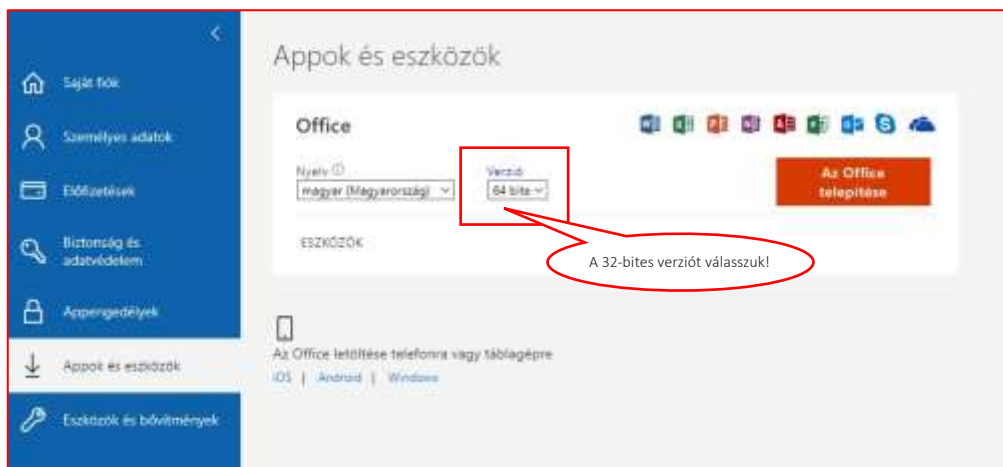 Appok és eszközök
Saját fiók
Személyes adatok
Előfizetések
Biztonság és
adatvédelem
Appengedélyek
Appok és eszközök
Eszközök és bővítmények
Office
Nyelv
Verzió
magyar (Magyarország)
64 bite
Az Office
telepítése
ESZKÖZÖK
A 32-bites verziót válasszuk!
Az Office letöltése telefonra vagy táblagépre
iOS | Android | Windows